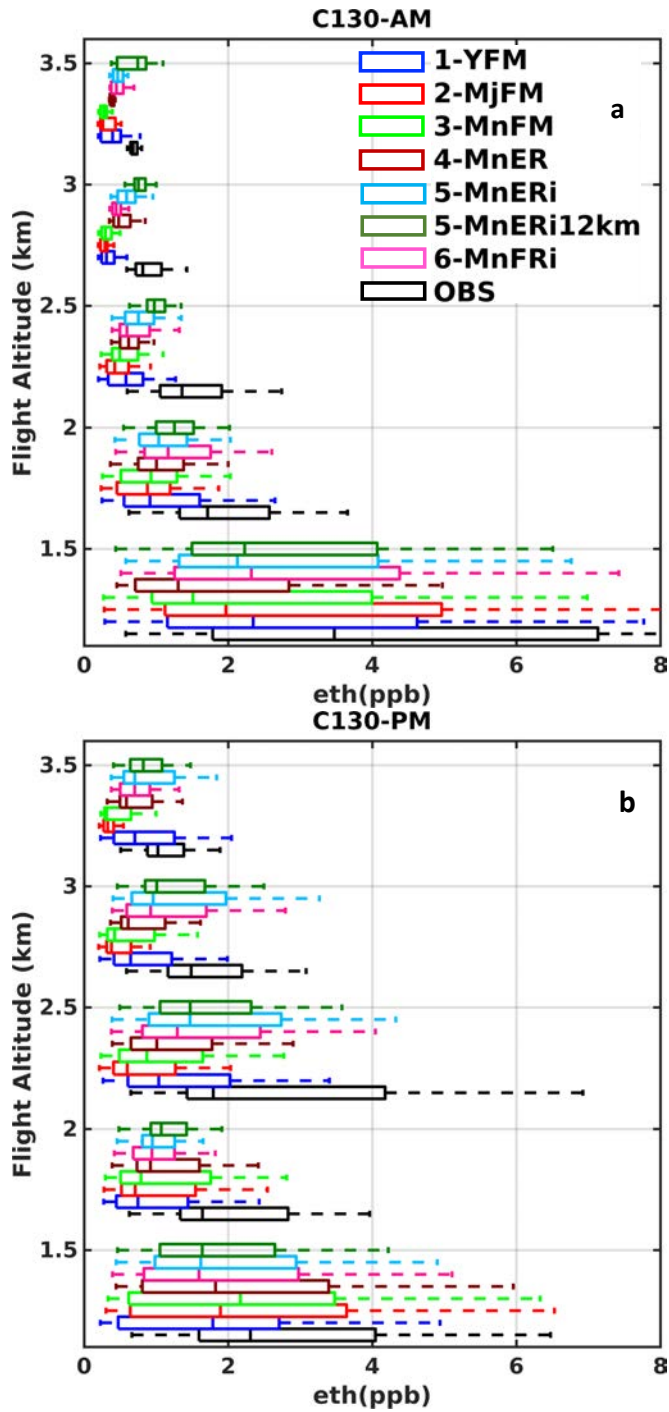 C130-AM
3.5
3
2.5
2
1.5
Flight Altitude (km)
1-YFM
2-MjFM
3-MnFM
4-MnER
5-MnERi
5-MnERi12km
6-MnFRi
OBS
a
0 2 4 6 8
eth(ppb)
C130-PM
3.5
3
2.5
2
1.5
Flight Altitude (km)
b
0 2 4 6 8
eth(ppb)